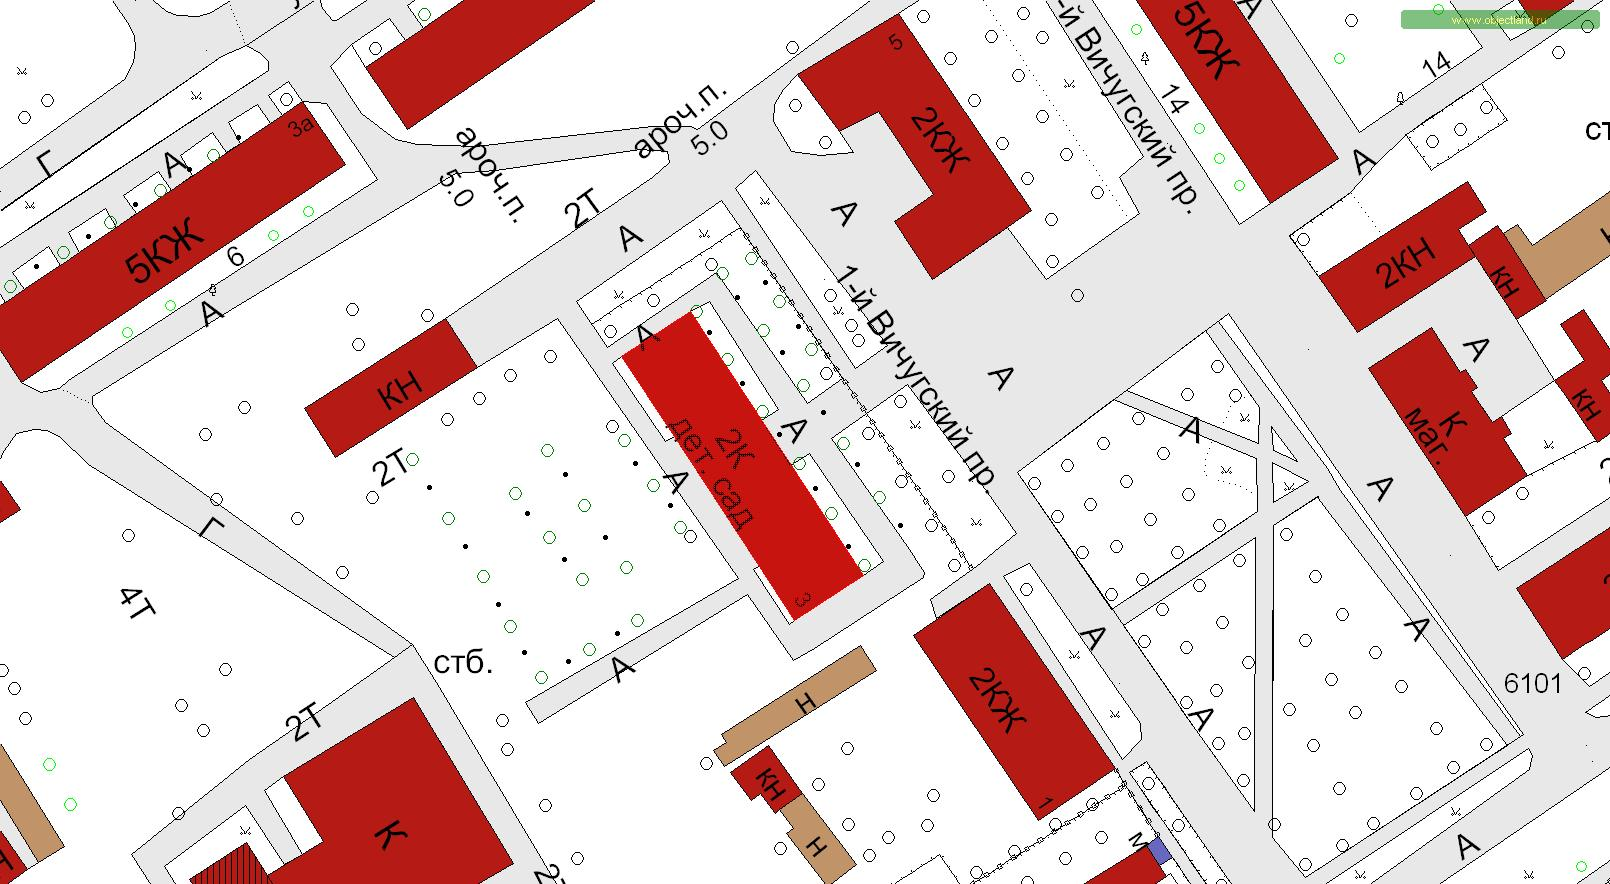 www.objectland.ru
5КЖ
А
5
14
14
1-й Вичугский пр.
3а
ароч.п.
5.0
ароч.п.
5.0
2КЖ
ст
Г
А
А
5КЖ
6
2Т
А
А
А
2КН
КН
А
1-й Вичугский пр.
А
А
КН
2Т
А
2К
дет. сад
3
А
А
А
К
маг.
КН
А
Г
4Т
стб.
А
2Т
Н
2КЖ
1
А
А
А
6101
КН
Н
К
М
А
Н